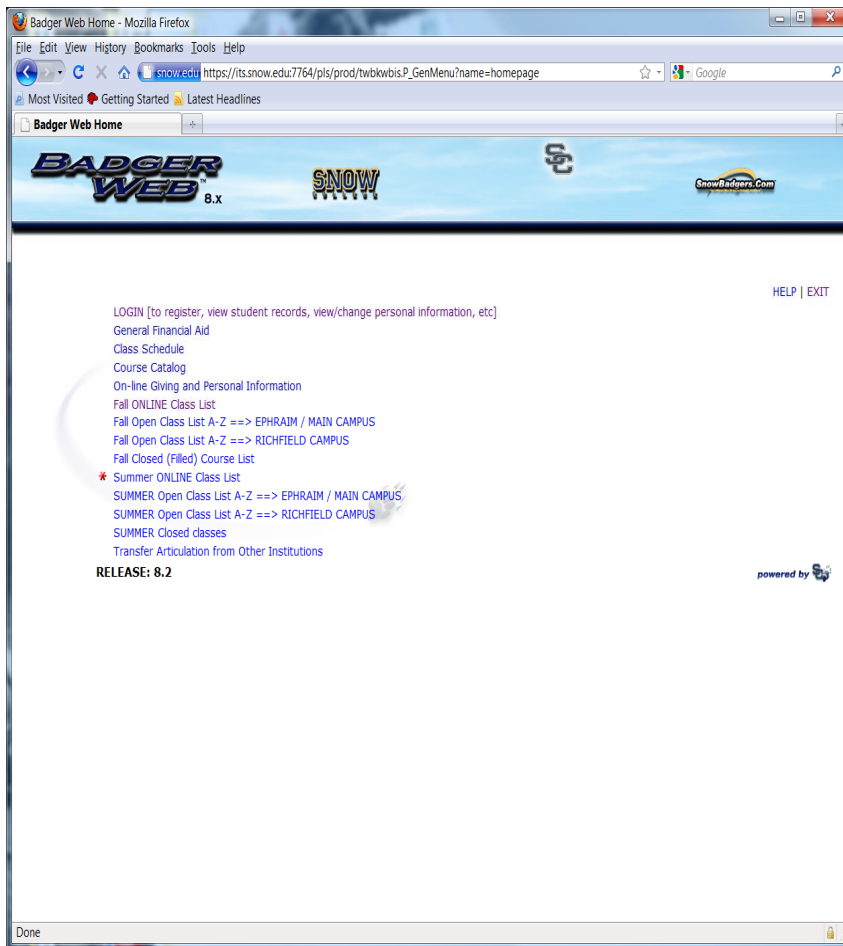 Badger Web Home - Mozilla Firefox
File Edit View History Bookmarks Tools Help
snow.edu https://its.snow.edu:7764/pls/prod/twbkwbis.P_GenMenu?name=homepage Google
Most Visited Getting Started Latest Headlines
Badger Web Home
BADGER
WEB™ 8.x
SNOW
COLLEGE
SC
SnowBadgers.Com
HELP | EXIT
LOGIN [to register, view student records, view/change personal information, etc]
General Financial Aid
Class Schedule
Course Catalog
On-line Giving and Personal Information
Fall ONLINE Class List
Fall Open Class List A-Z ==> EPHRAIM / MAIN CAMPUS
Fall Open Class List A-Z ==> RICHFIELD CAMPUS
Fall Closed (Filled) Course List
* Summer ONLINE Class List
SUMMER Open Class List A-Z ==> EPHRAIM / MAIN CAMPUS
SUMMER Open Class List A-Z ==> RICHFIELD CAMPUS
SUMMER Closed classes
Transfer Articulation from Other Institutions
RELEASE: 8.2
powered by SC
Done